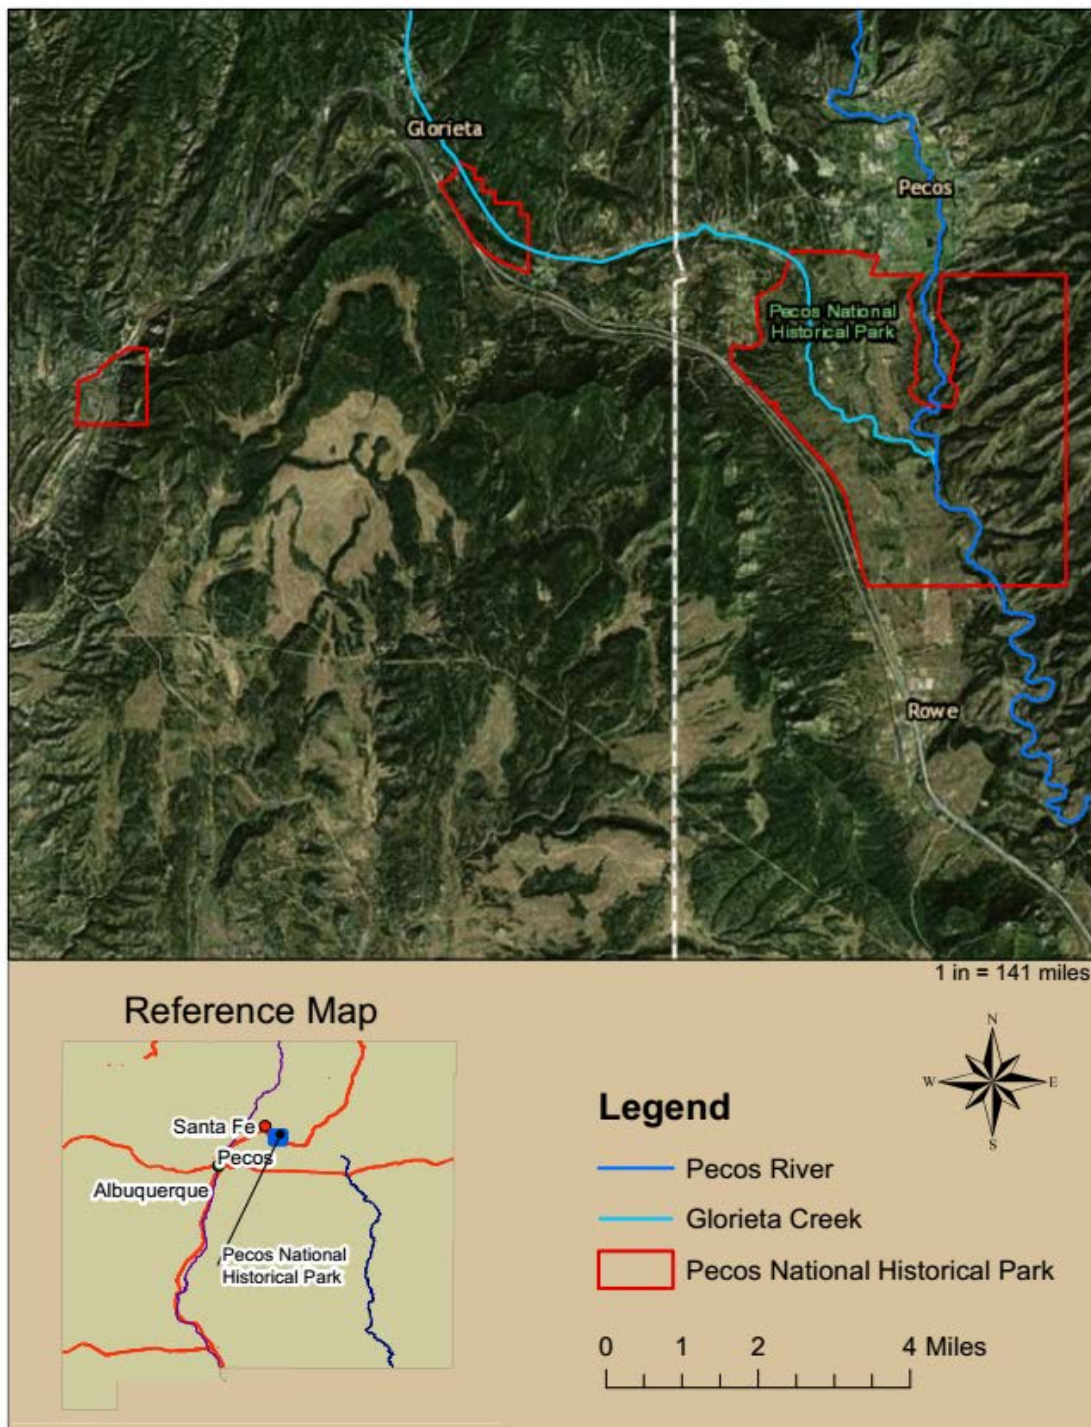 Glorieta
Pecos
Pecos National
Historical Park
Rowe
1 in = 141 miles
Reference Map
Santa Fe
Pecos
Albuquerque
Pecos National
Historical Park
N
W
E
S
Legend
Pecos River
Glorieta Creek
Pecos National Historical Park
0 1 2 4 Miles